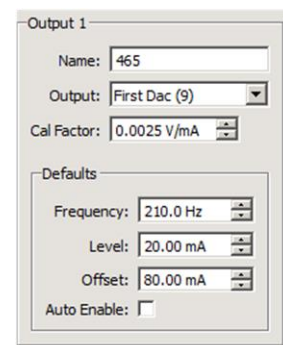 Output 1
Name: 465
Output: First Dac (9)
Cal Factor: 0.0025 V/mA
Defaults
Frequency: 210.0 Hz
Level: 20.00 mA
Offset: 80.00 mA
Auto Enable: